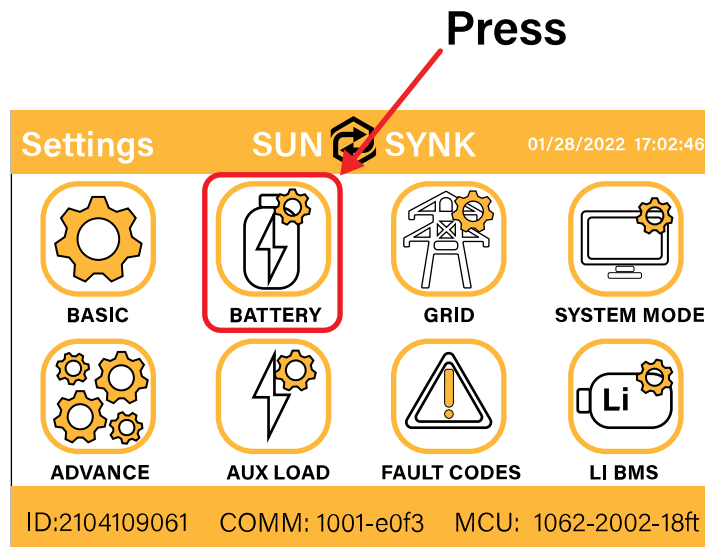 Press
Settings SUN SYNK 01/28/2022 17:02:46
BASIC BATTERY GRID SYSTEM MODE
Li
ADVANCE AUX LOAD FAULT CODES LI BMS
ID:2104109061 COMM: 1001-e0f3 MCU: 1062-2002-18ft